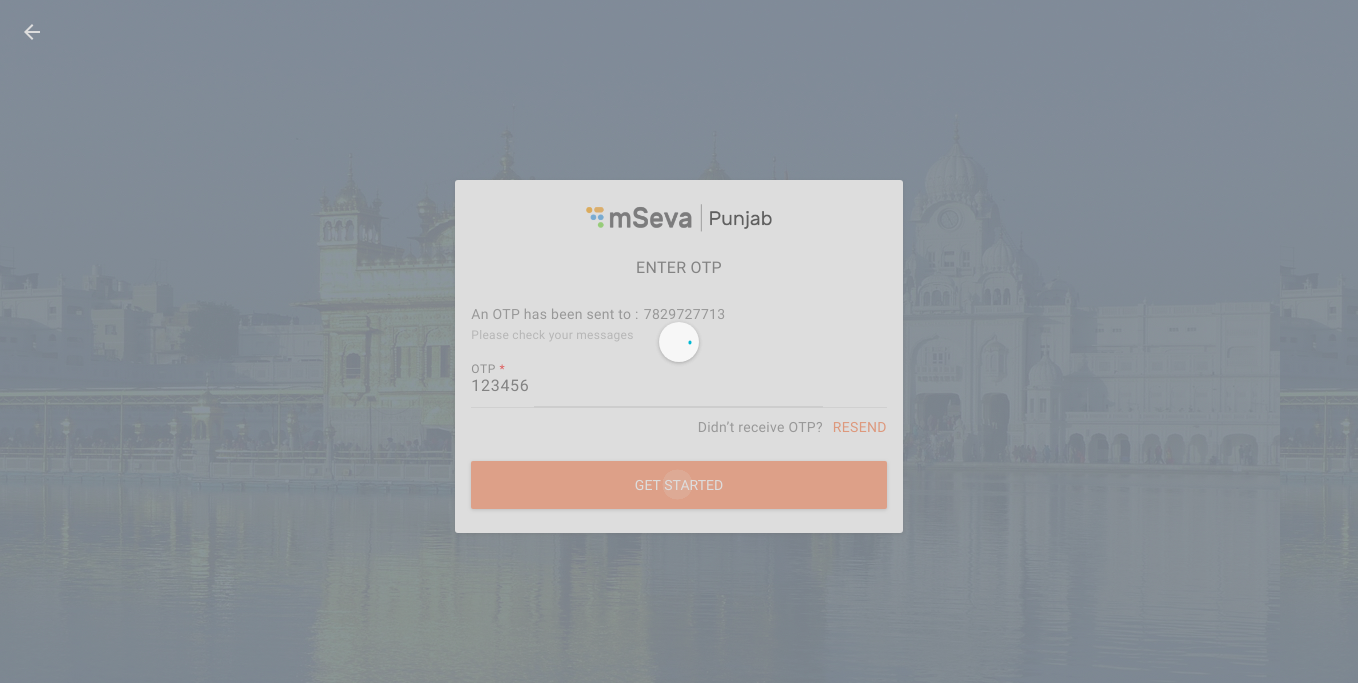 mSeva | Punjab
ENTER OTP
An OTP has been sent to : 7829727713
Please check your messages
OTP *
123456
Didn't receive OTP? RESEND
GET STARTED